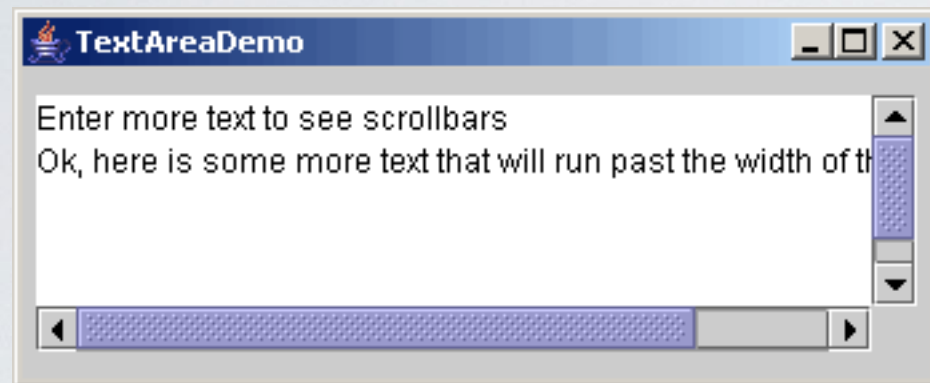 TextAreaDemo
Enter more text to see scrollbars
Ok, here is some more text that will run past the width of th